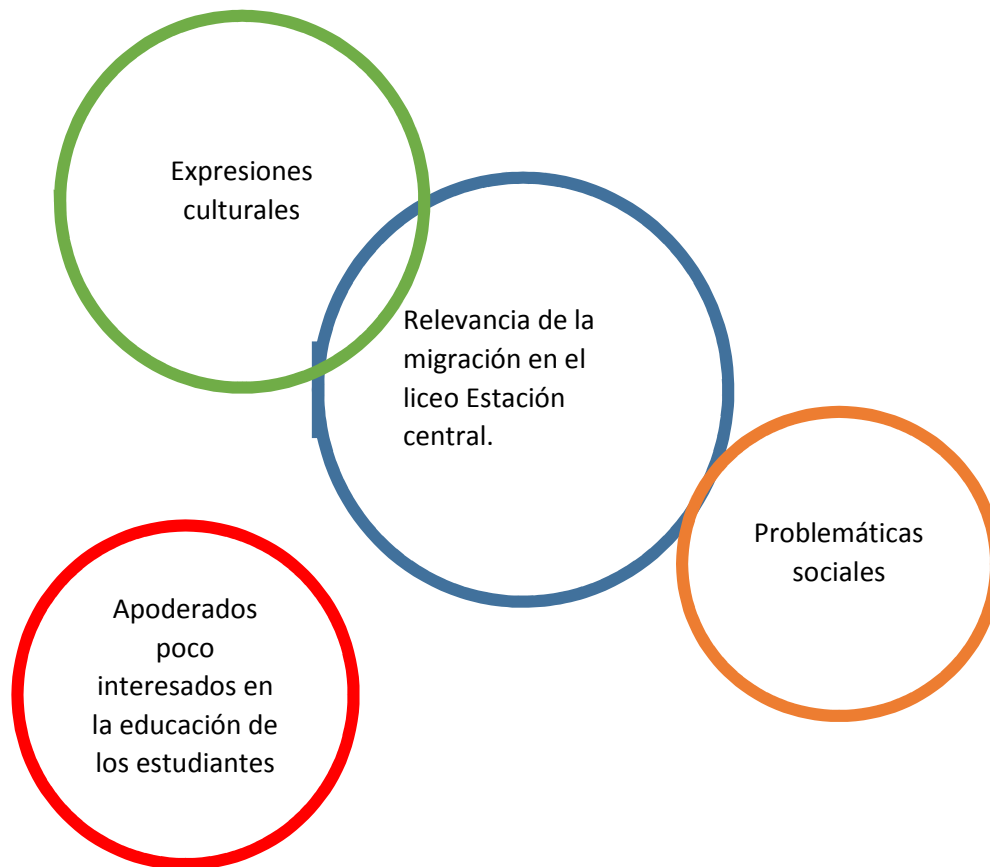 Expresiones
culturales
Relevancia de la
migración en el
liceo Estación
central.
Problemáticas
sociales
Apoderados
poco
interesados en
la educación de
los estudiantes